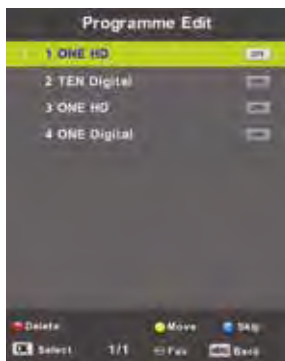 Programme Edit
1 ONE HD
2 TEN Digital
3 ONE HD
4 ONE Digital
Delete Move Skip
OK Select 1/1 Fav Back